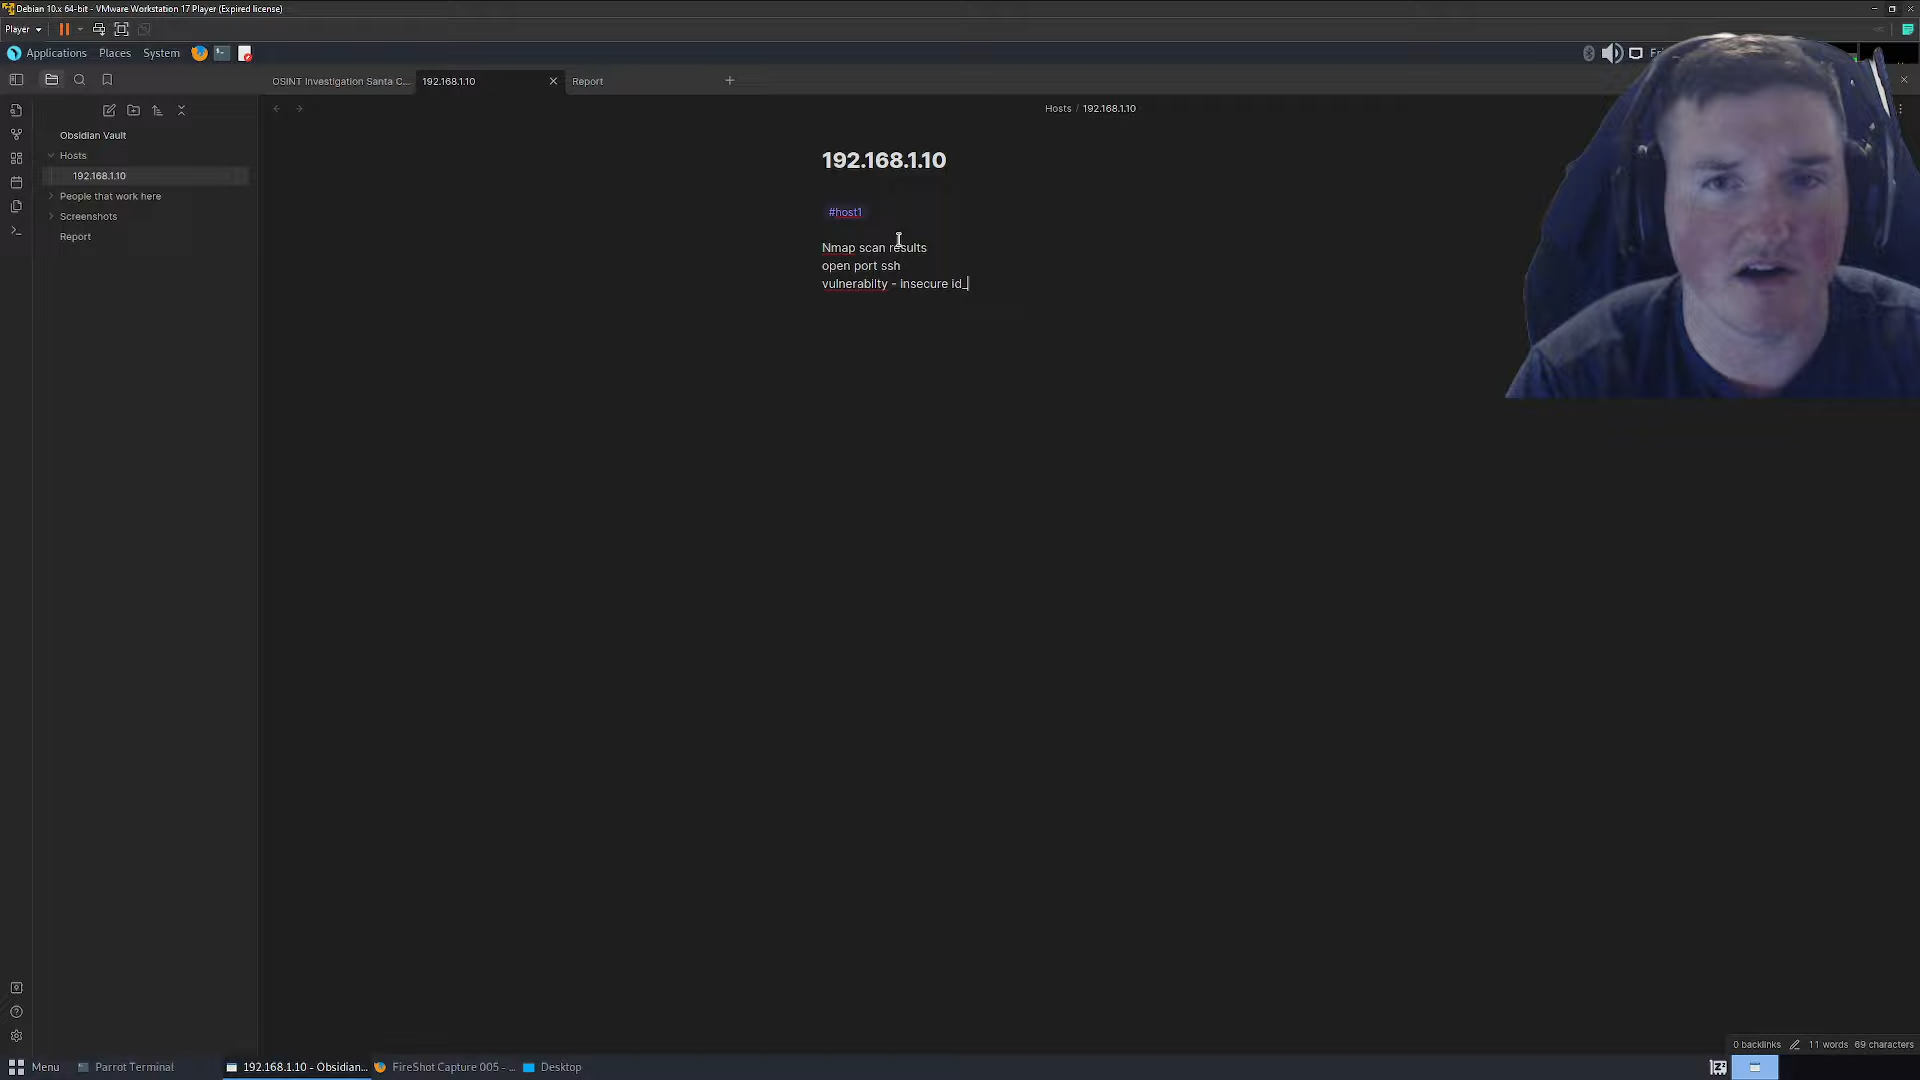 Debian 10.x 64-bit - VMware Workstation 17 Player (Expired license)
Player
Applications Places System
OSINT Investigation Santa C...
192.168.1.10
Report
Hosts / 192.168.1.10
Obsidian Vault
Hosts
192.168.1.10
People that work here
Screenshots
Report
192.168.1.10
#host1
Nmap scan results
open port ssh
vulnerabilty - insecure id_
0 backlinks 11 words 69 characters
Menu
Parrot Terminal
192.168.1.10 - Obsidian...
FireShot Capture 005 - ...
Desktop